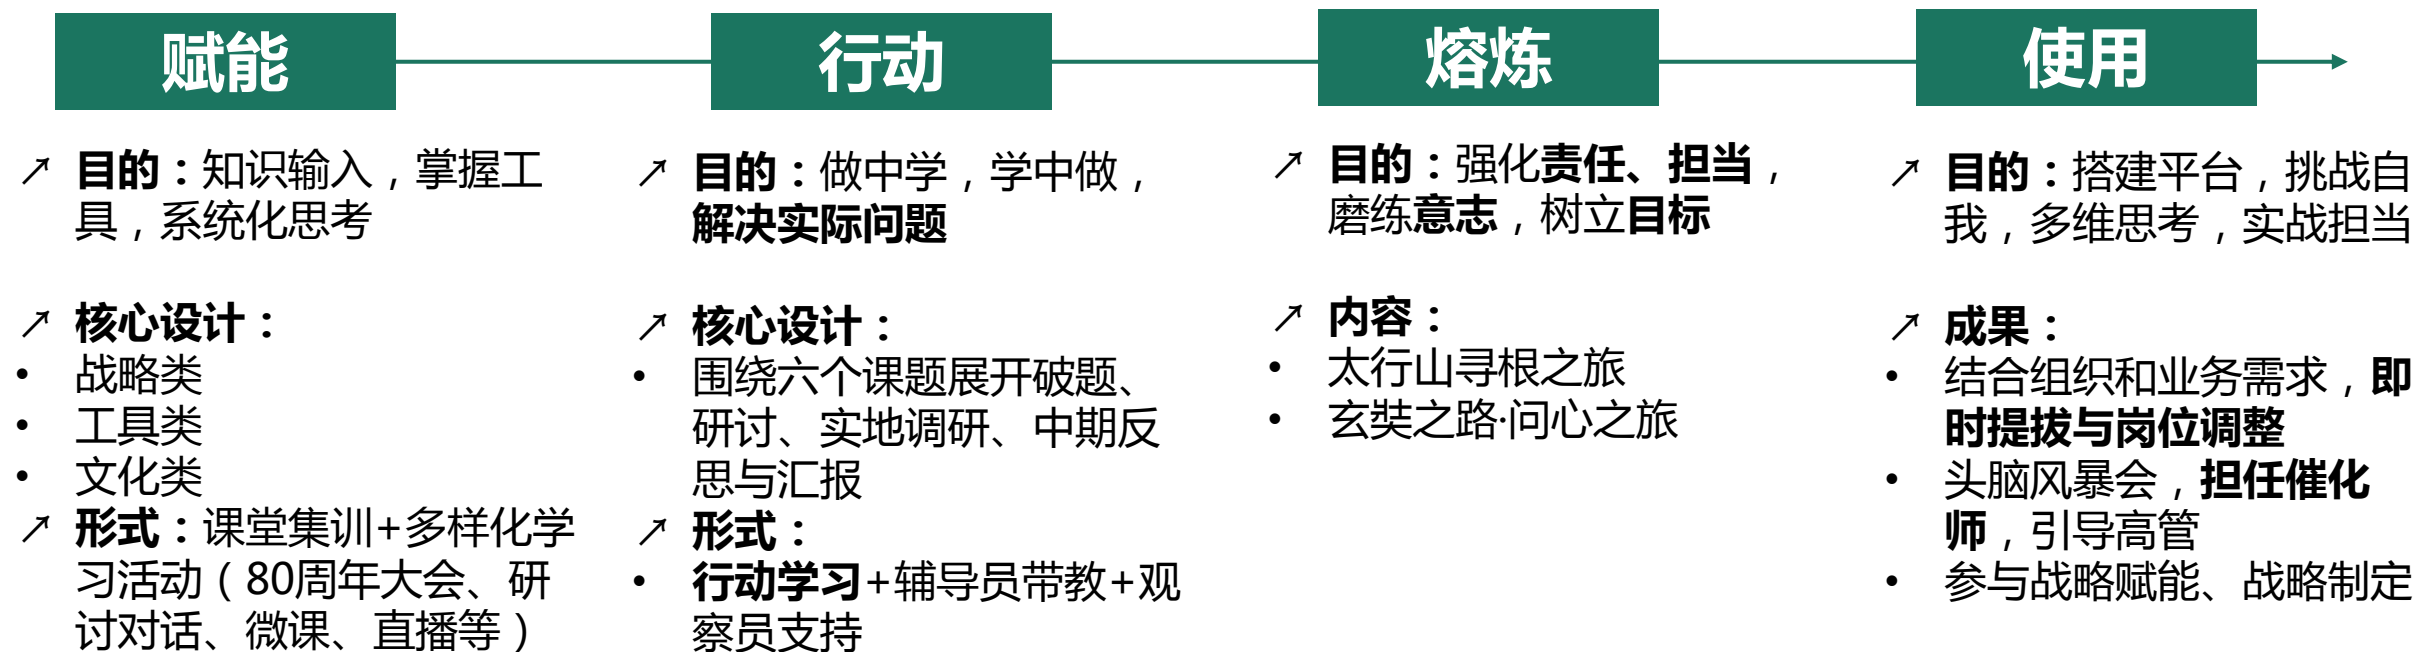 赋能
↗ 目的：知识输入，掌握工
具，系统化思考
↗ 核心设计：
• 战略类
• 工具类
• 文化类
↗ 形式：课堂集训+多样化学
习活动（80周年大会、研
讨对话、微课、直播等）
行动
↗ 目的：做中学，学中做，
解决实际问题
↗ 核心设计：
• 围绕六个课题展开破题、
研讨、实地调研、中期反
思与汇报
↗ 形式：
• 行动学习+辅导员带教+观
察员支持
熔炼
↗ 目的：强化责任、担当，
磨练意志，树立目标
↗ 内容：
• 太行山寻根之旅
• 玄奘之路·问心之旅
使用
↗ 目的：搭建平台，挑战自
我，多维思考，实战担当
↗ 成果：
• 结合组织和业务需求，即
时提拔与岗位调整
• 头脑风暴会，担任催化
师，引导高管
• 参与战略赋能、战略制定